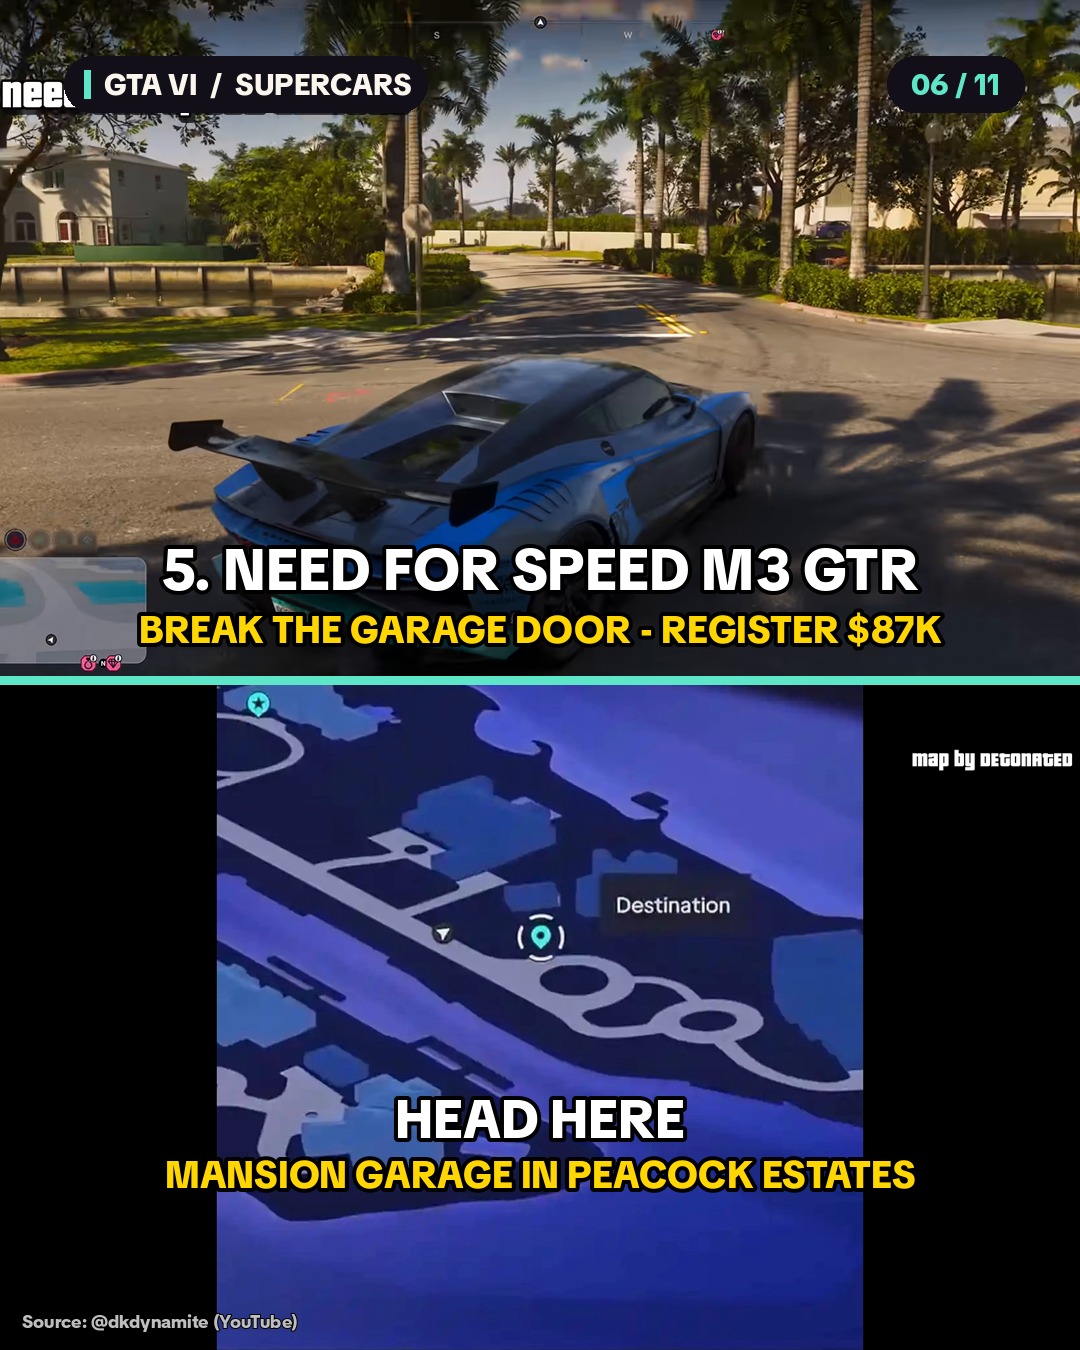 S
W
nee
GTA VI / SUPERCARS
06 / 11
5. NEED FOR SPEED M3 GTR
BREAK THE GARAGE DOOR - REGISTER $87K
N
map by DETONATED
Destination
HEAD HERE
MANSION GARAGE IN PEACOCK ESTATES
Source: @dkdynamite (YouTube)